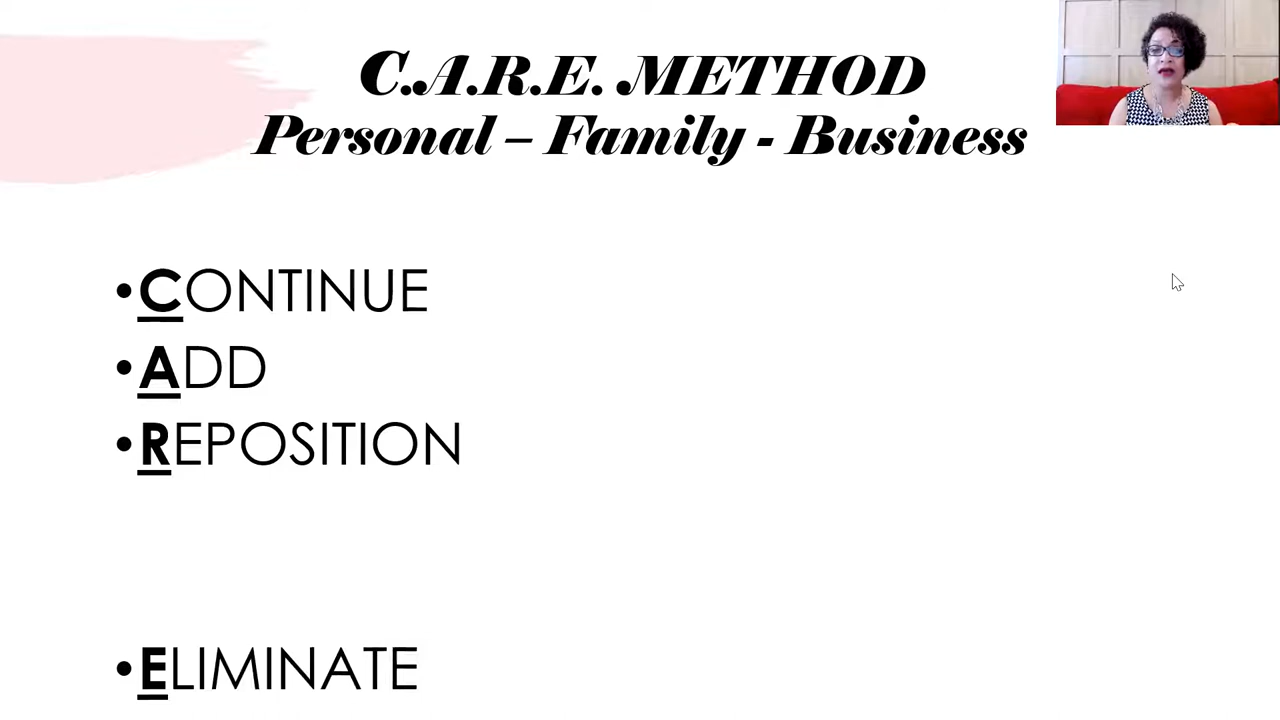 C.A.R.E. METHOD
Personal – Family - Business
•CONTINUE
•ADD
•REPOSITION
•ELIMINATE